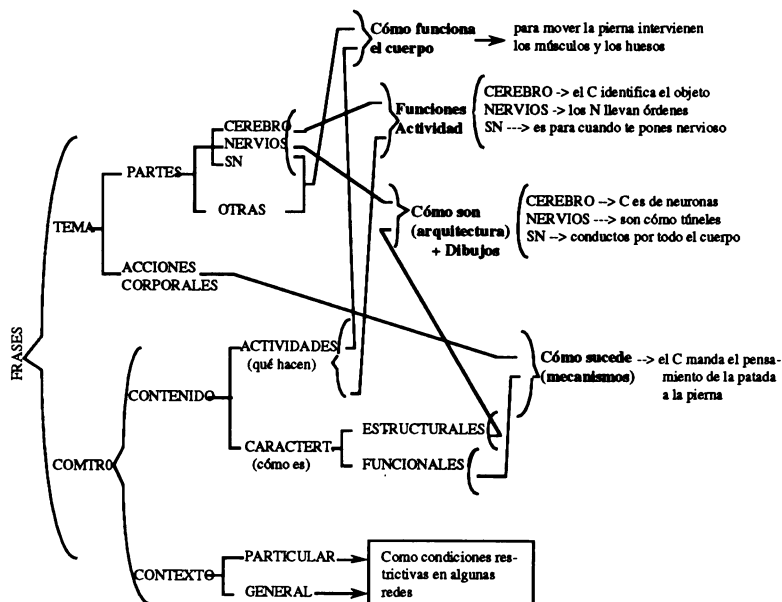 Cómo funciona
el cuerpo
para mover la pierna intervienen
los músculos y los huesos
CEREBRO
NERVIOS
SN
PARTES
OTRAS
Funciones
Actividad
CEREBRO -> el C identifica el objeto
NERVIOS -> los N llevan órdenes
SN ---> es para cuando te pones nervioso
TEMA
Cómo son
(arquitectura)
+ Dibujos
CEREBRO --> C es de neuronas
NERVIOS ---> son cómo túneles
SN --> conductos por todo el cuerpo
ACCIONES
CORPORALES
FRASES
ACTIVIDADES
(qué hacen)
Cómo sucede
(mecanismos)
--> el C manda el pensa-
miento de la patada
a la pierna
CONTENIDO
ESTRUCTURALES
CARACTERT
(cómo es)
FUNCIONALES
COMTR0
PARTICULAR
CONTEXTO
GENERAL
Como condiciones res-
trictivas en algunas
redes